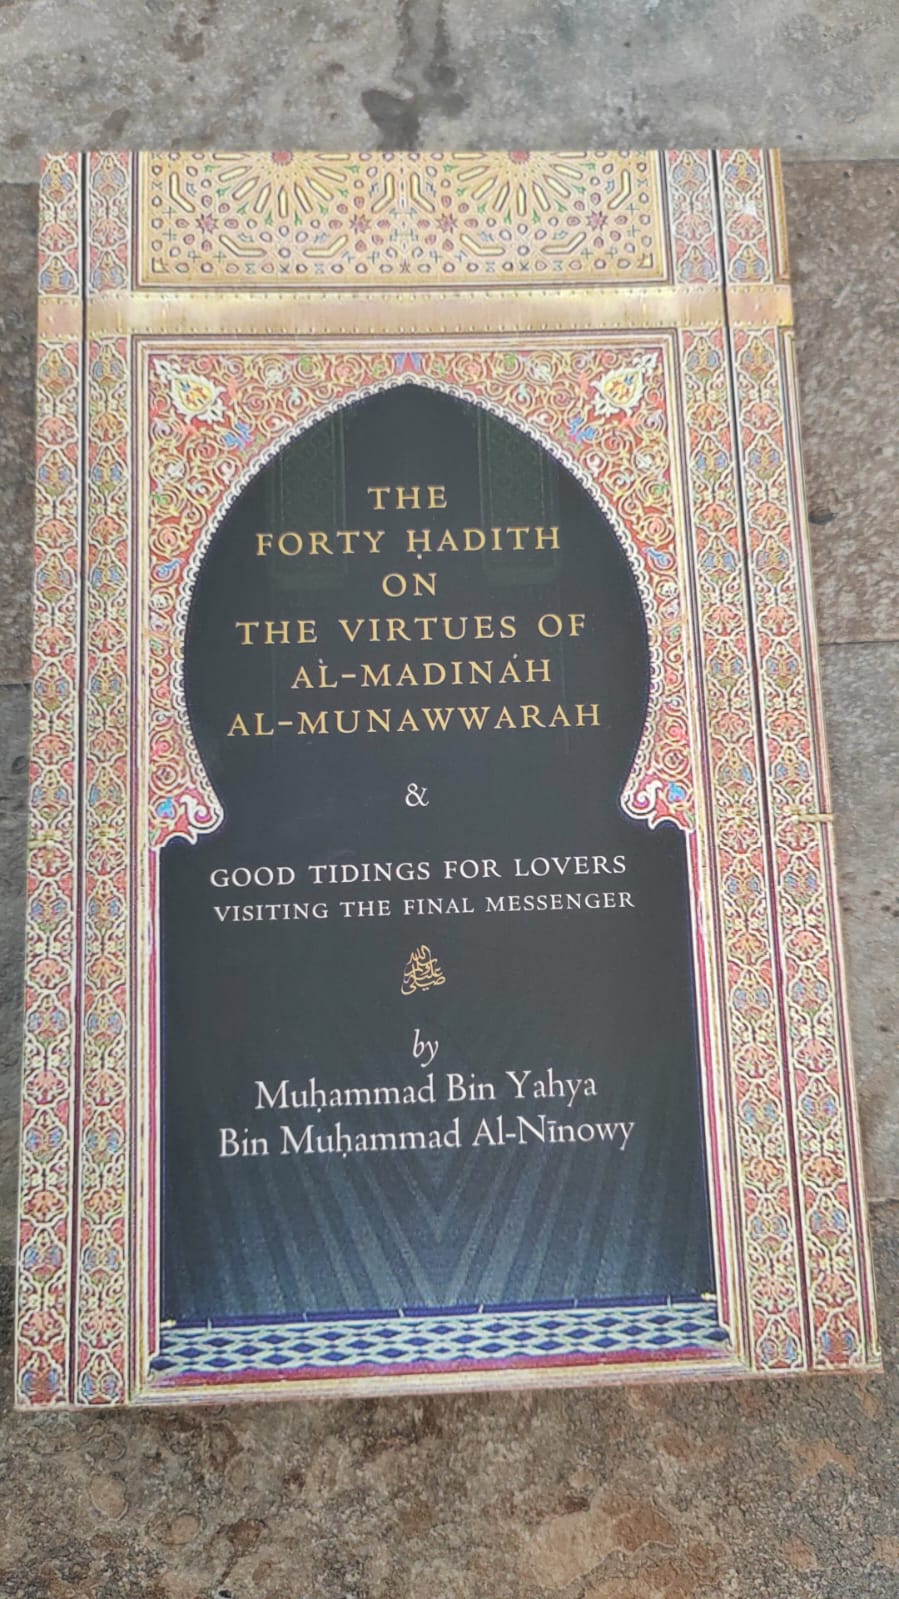 THE
FORTY ḤADITH
ON
THE VIRTUES OF
AL-MADINAH
AL-MUNAWWARAH
&
GOOD TIDINGS FOR LOVERS
VISITING THE FINAL MESSENGER
صلى الله عليه وسلم
by
Muḥammad Bin Yahya
Bin Muḥammad Al-Nīnowy